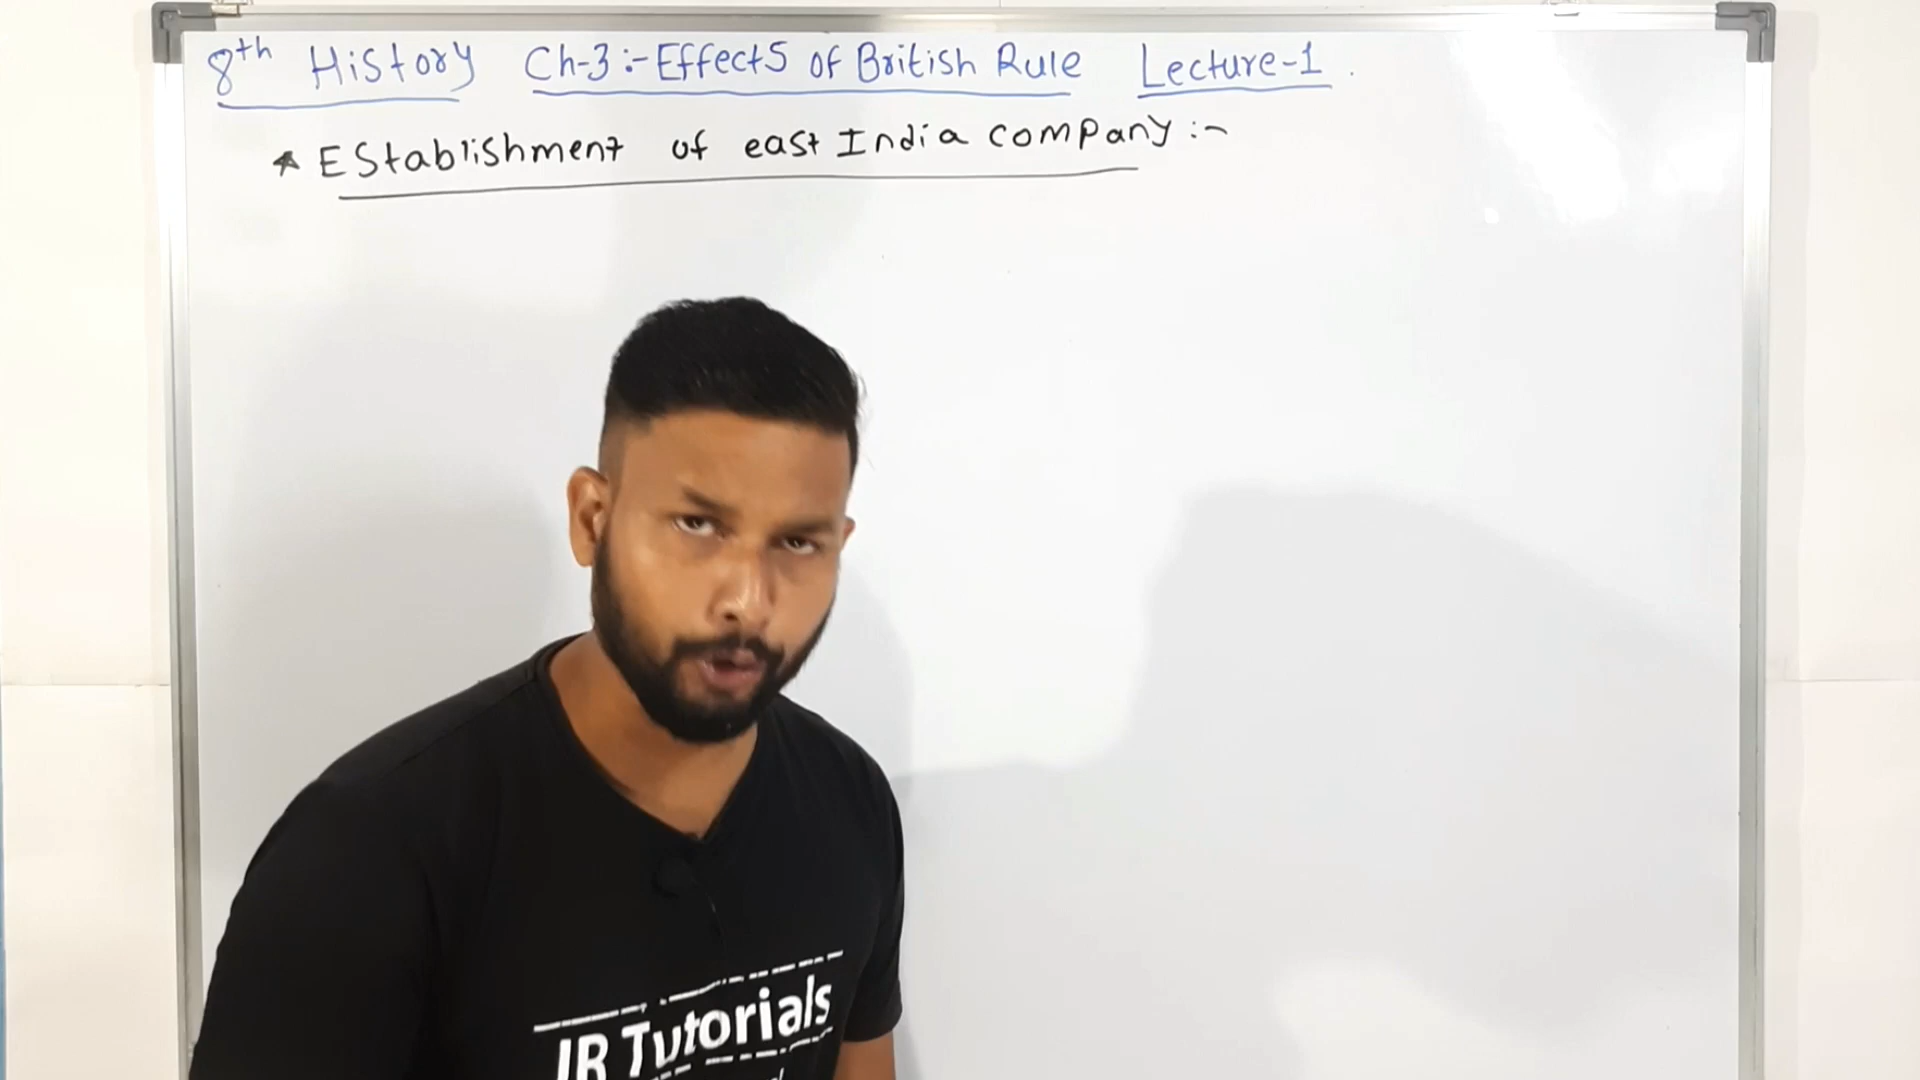 8th History Ch-3:- Effects of British Rule Lecture-1.
* Establishment of east India company:-
JR Tutorials